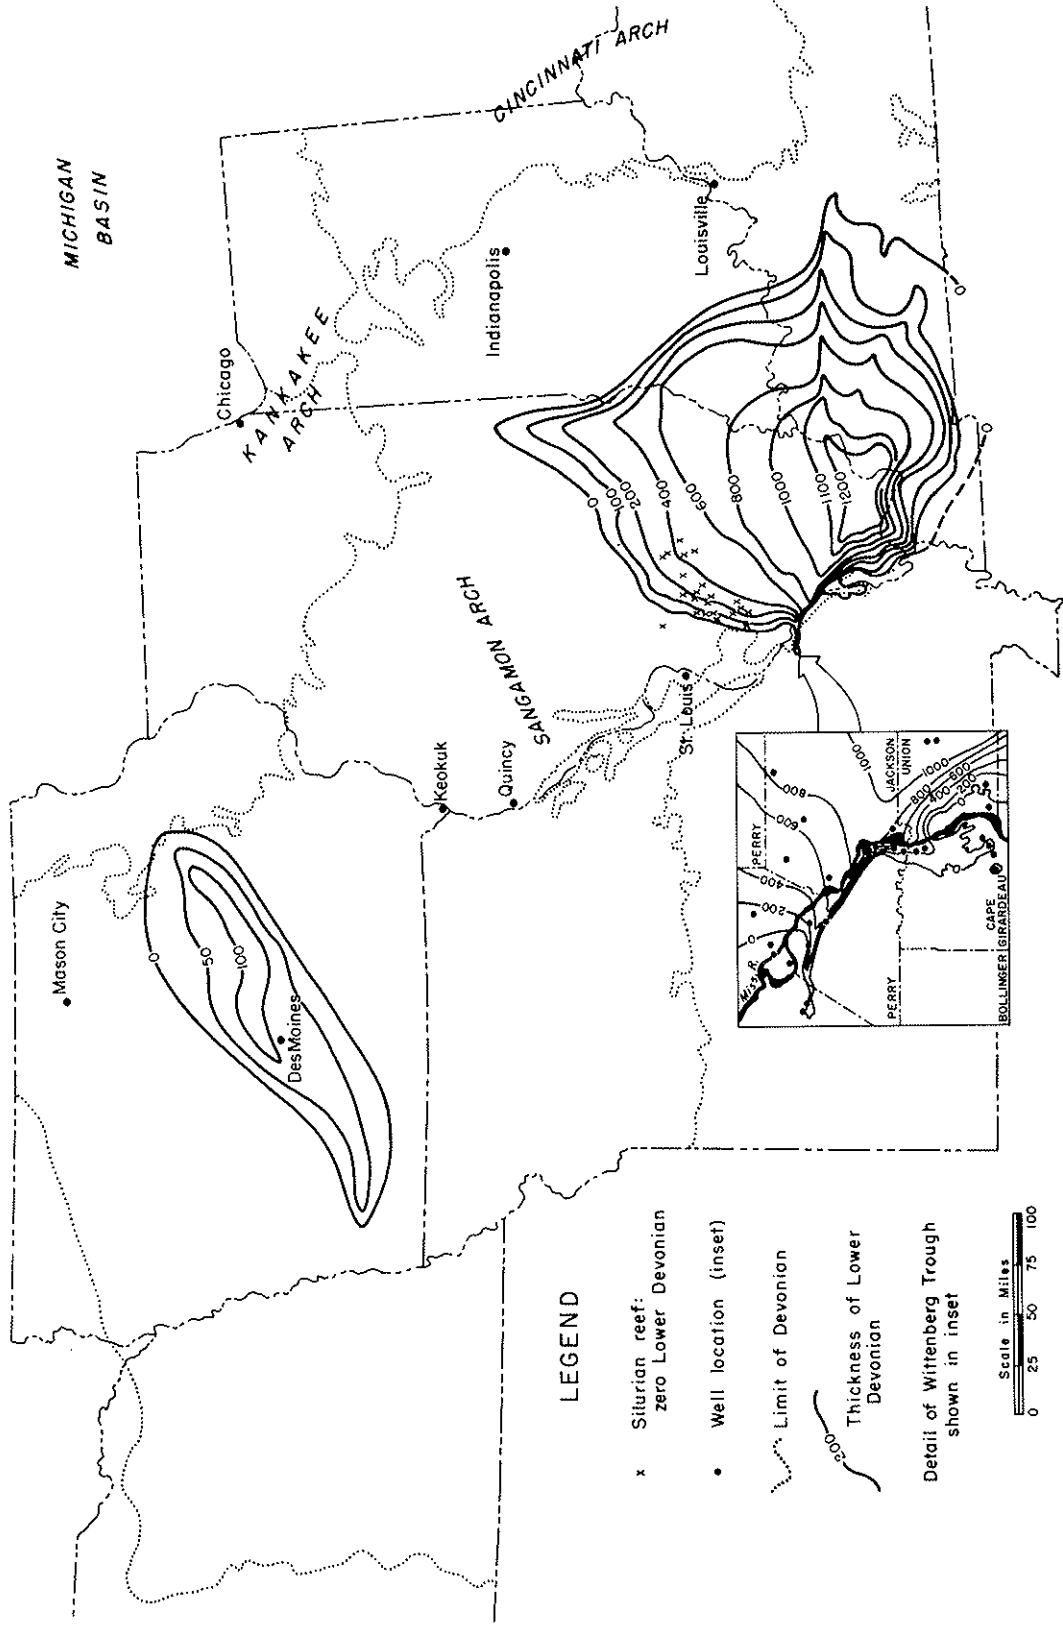 MICHIGAN
BASIN
CINCINNATI ARCH
Chicago
KANKAKEE
ARCH
Indianapolis
Louisville
Mason City
Des Moines
0
50
100
Keokuk
Quincy
SANGAMON ARCH
St. Louis
0
100
200
400
600
800
1000
1100
1200
0
0
Miss. R.
0
200
400
600
800
1000
PERRY
PERRY
JACKSON
UNION
1000
800
600
400
200
0
0
CAPE
GIRARDEAU
BOLLINGER
LEGEND
x Silurian reef:
zero Lower Devonian
Well location (inset)
Limit of Devonian
200
Thickness of Lower
Devonian
Detail of Wittenberg Trough
shown in inset
Scale in Miles
0 25 50 75 100